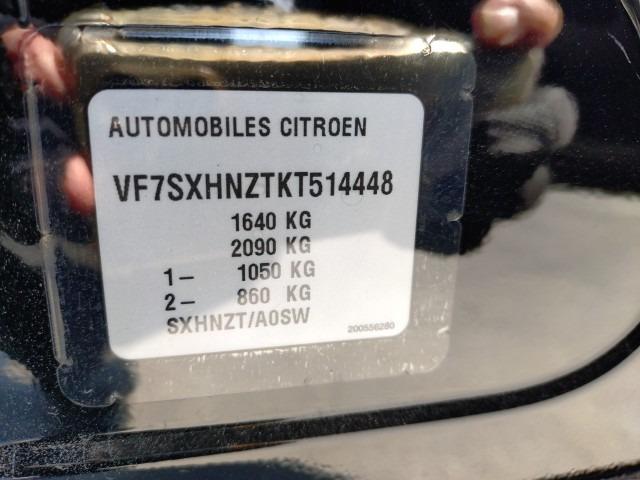 AUTOMOBILES CITROEN
VF7SXHNZTKT514448
1640 KG
2090 KG
1– 1050 KG
2– 860 KG
SXHNZT/A0SW
200556280